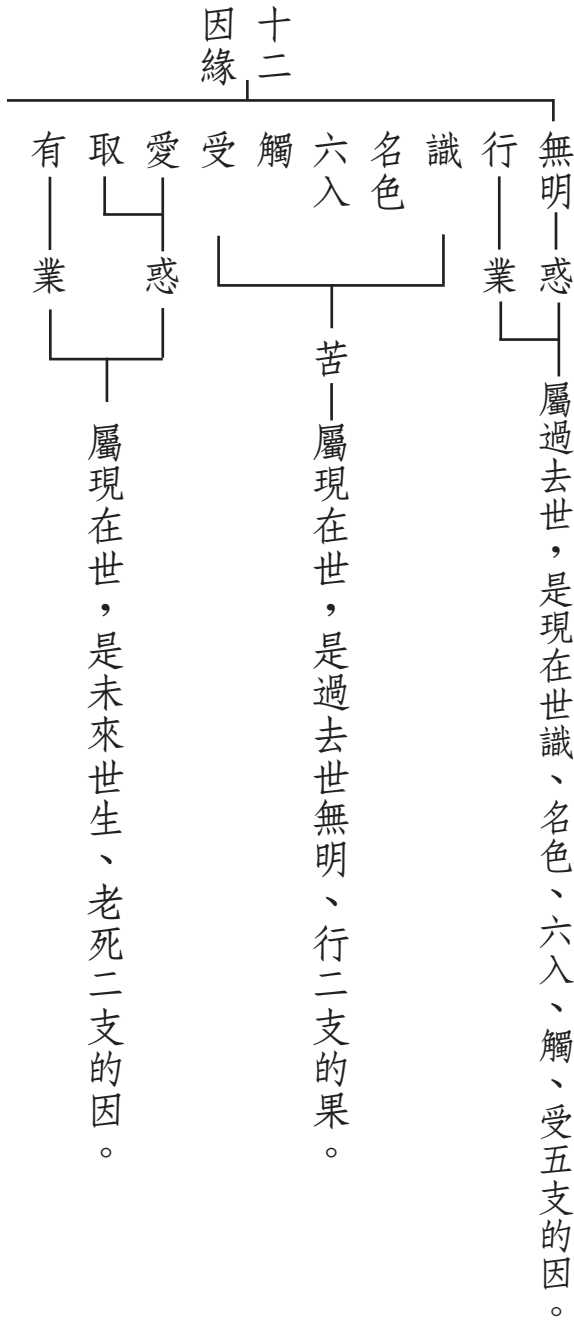 十二
因緣
無明
惑
屬過去世，是現在世識、名色、六入、觸、受五支的因。
行
業
識
名色
六入
觸
受
苦
屬現在世，是過去世無明、行二支的果。
愛
惑
取
有
業
屬現在世，是未來世生、老死二支的因。